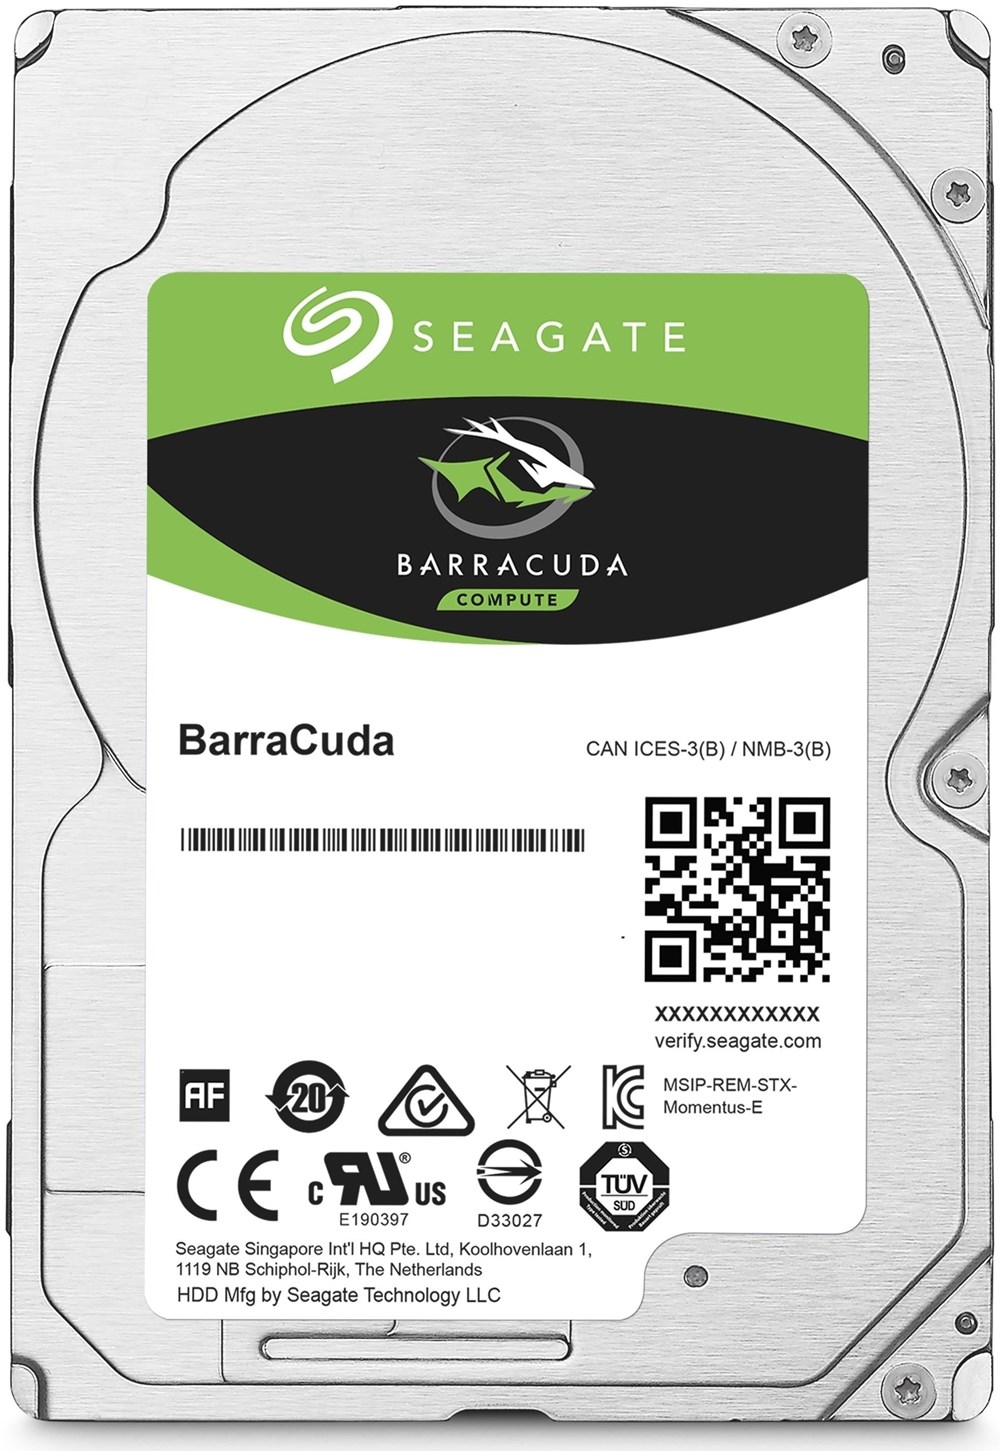 SEAGATE
BARRACUDA
COMPUTE
BarraCuda
CAN ICES-3(B) / NMB-3(B)
XXXXXXXXXXXX
verify.seagate.com
AF
20
MSIP-REM-STX-
Momentus-E
CE
c RU® US
E190397
D33027
TÜV
SÜD
Seagate Singapore Int'l HQ Pte. Ltd, Koolhovenlaan 1,
1119 NB Schiphol-Rijk, The Netherlands
HDD Mfg by Seagate Technology LLC